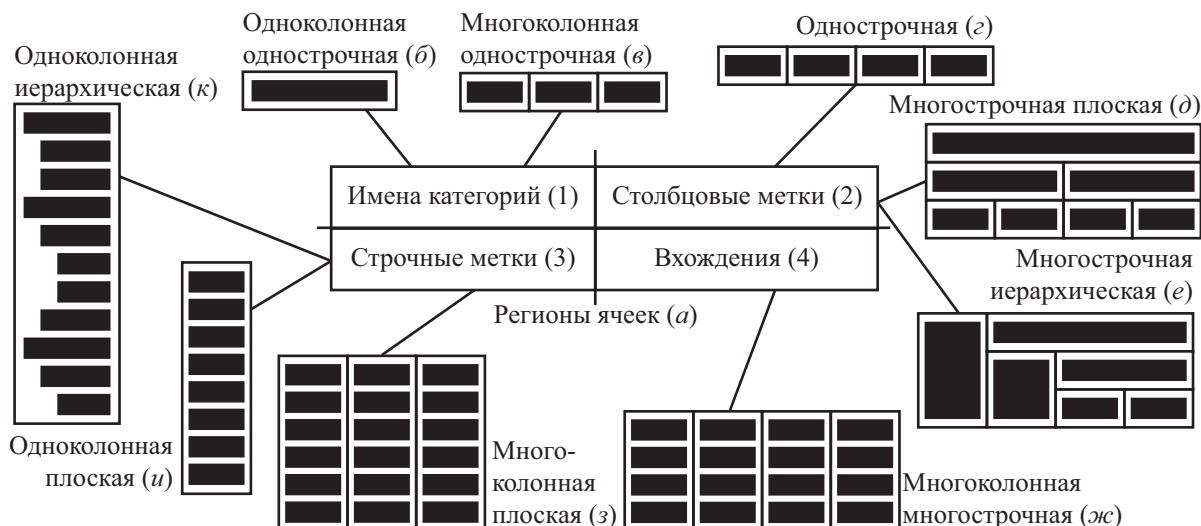 Одноколонная
иерархическая (к)
Одноколонная
однострочная (б)
Многоколонная
однострочная (в)
Однострочная (г)
Многострочная плоская (д)
Имена категорий (1)
Столбцовые метки (2)
Строчные метки (3)
Вхождения (4)
Регионы ячеек (а)
Многострочная
иерархическая (е)
Одноколонная
плоская (и)
Много-
колонная
плоская (з)
Многоколонная
многострочная (ж)